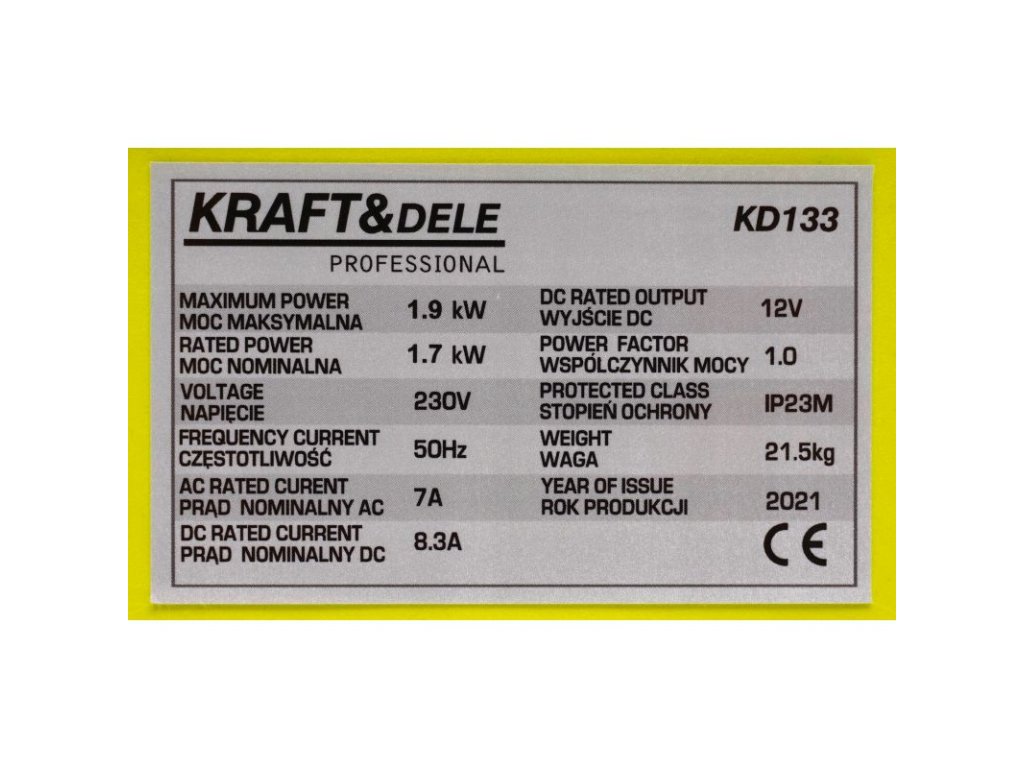 KRAFT&DELE
PROFESSIONAL
KD133
MAXIMUM POWER
MOC MAKSYMALNA
1.9 kW
RATED POWER
MOC NOMINALNA
1.7 kW
VOLTAGE
NAPIĘCIE
230V
FREQUENCY CURRENT
CZĘSTOTLIWOŚĆ
50Hz
AC RATED CURENT
PRĄD NOMINALNY AC
7A
DC RATED CURRENT
PRĄD NOMINALNY DC
8.3A
DC RATED OUTPUT
WYJŚCIE DC
12V
POWER FACTOR
WSPÓŁCZYNNIK MOCY
1.0
PROTECTED CLASS
STOPIEŃ OCHRONY
IP23M
WEIGHT
WAGA
21.5kg
YEAR OF ISSUE
ROK PRODUKCJI
2021
CE